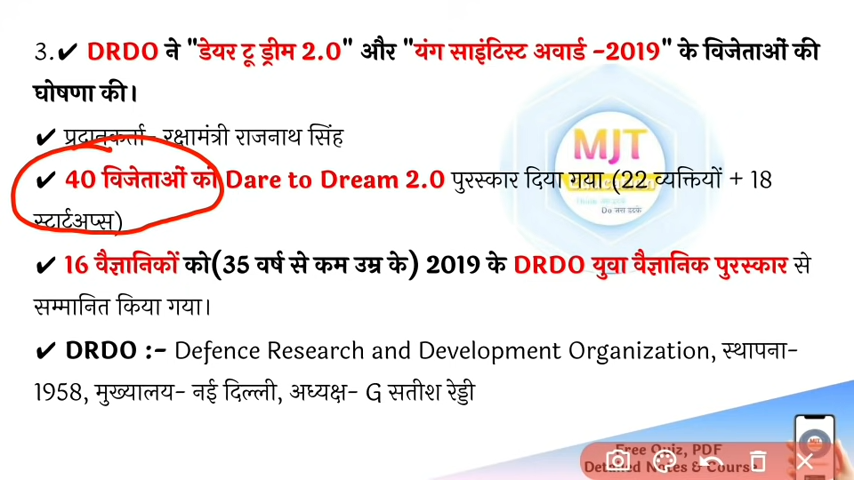 3.✔ DRDO ने "डेयर टू ड्रीम 2.0" और "यंग साइंटिस्ट अवार्ड -2019" के विजेताओं की
घोषणा की।
✔ प्रदानकर्ता- रक्षामंत्री राजनाथ सिंह
MJT
✔ 40 विजेताओं को Dare to Dream 2.0 पुरस्कार दिया गया (22 व्यक्तियों + 18
स्टार्टअप्स)
✔ 16 वैज्ञानिकों को(35 वर्ष से कम उम्र के) 2019 के DRDO युवा वैज्ञानिक पुरस्कार से
सम्मानित किया गया।
✔ DRDO :- Defence Research and Development Organization, स्थापना-
1958, मुख्यालय- नई दिल्ली, अध्यक्ष- G सतीश रेड्डी
Free Quiz, PDF
Detailed Notes & Course